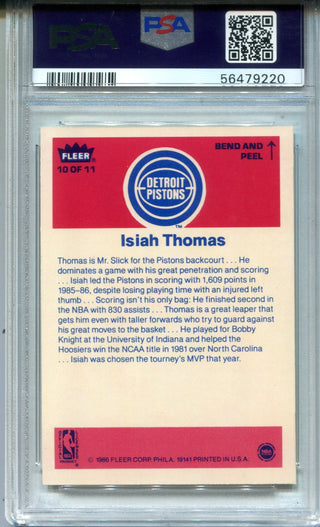 PSA
PSA
56479220
FLEER
10 OF 11
BEND AND
PEEL
DETROIT
PISTONS
TM
Isiah Thomas
Thomas is Mr. Slick for the Pistons backcourt . . . He
dominates a game with his great penetration and scoring
. . . Isiah led the Pistons in scoring with 1,609 points in
1985-86, despite losing playing time with an injured left
thumb . . . Scoring isn't his only bag: He finished second in
the NBA with 830 assists . . . Thomas is a great leaper that
gets him even with taller forwards who try to guard against
his great moves to the basket . . . He played for Bobby
Knight at the University of Indiana and helped the
Hoosiers win the NCAA title in 1981 over North Carolina
. . . Isiah was chosen the tourney's MVP that year.
© 1986 FLEER CORP. PHILA. 19141 PRINTED IN U.S.A.